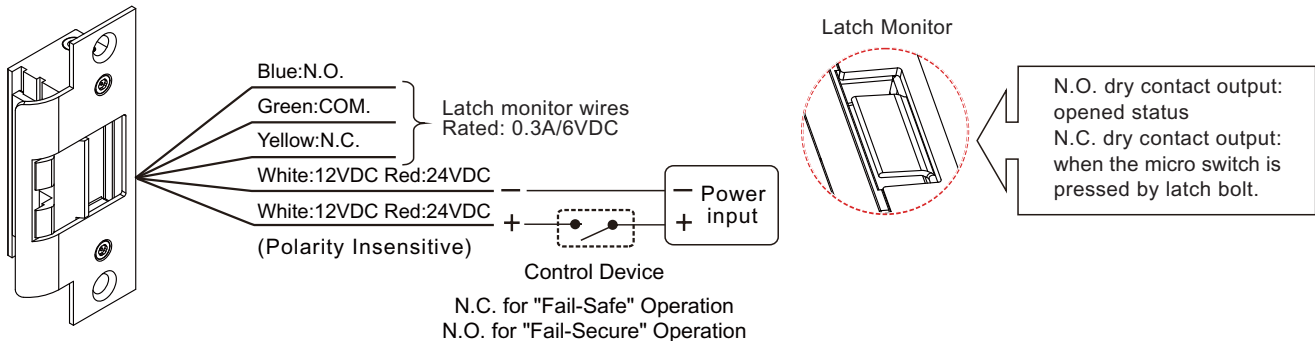 Blue:N.O.
Green:COM.
Yellow:N.C.
Latch monitor wires
Rated: 0.3A/6VDC
White:12VDC Red:24VDC
White:12VDC Red:24VDC
(Polarity Insensitive)
−
+
−
+
Power
input
Control Device
N.C. for "Fail-Safe" Operation
N.O. for "Fail-Secure" Operation
Latch Monitor
N.O. dry contact output:
opened status
N.C. dry contact output:
when the micro switch is
pressed by latch bolt.